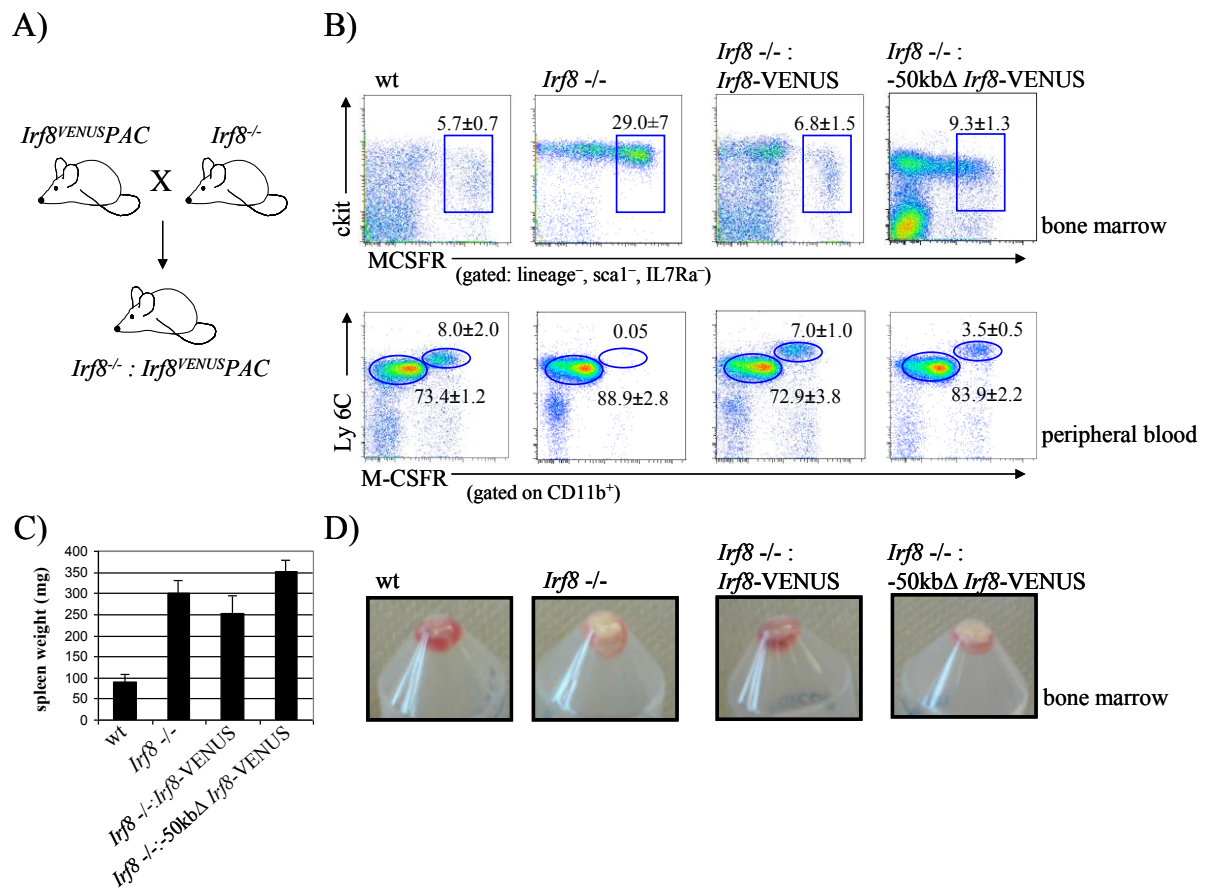 A)
Irf8VENUSPAC
Irf8-/-
X
Irf8-/- : Irf8VENUSPAC
B)
wt
Irf8 -/-
Irf8 -/- :
Irf8-VENUS
Irf8 -/- :
-50kbΔ Irf8-VENUS
5.7±0.7
29.0±7
6.8±1.5
9.3±1.3
ckit
bone marrow
MCSFR
(gated: lineage–, sca1–, IL7Ra–)
8.0±2.0
0.05
7.0±1.0
3.5±0.5
73.4±1.2
88.9±2.8
72.9±3.8
83.9±2.2
Ly 6C
peripheral blood
M-CSFR
(gated on CD11b+)
C)
400
350
300
250
200
150
100
50
0
spleen weight (mg)
wt
Irf8 -/-
Irf8 -/-:Irf8-VENUS
Irf8 -/-:-50kbΔ Irf8-VENUS
D)
wt
Irf8 -/-
Irf8 -/- :
Irf8-VENUS
Irf8 -/- :
-50kbΔ Irf8-VENUS
bone marrow